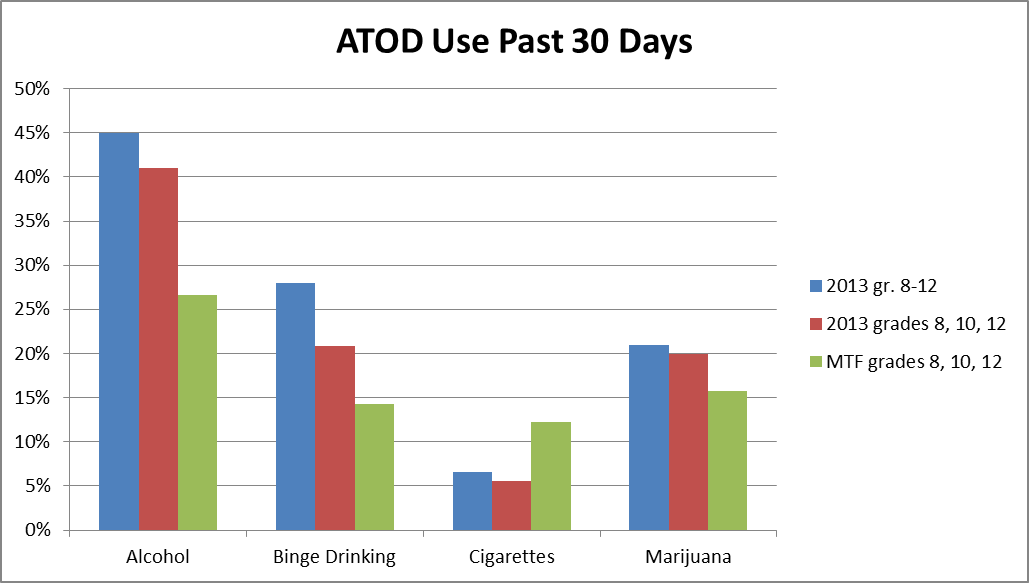 ATOD Use Past 30 Days
50%
45%
40%
35%
30%
25%
20%
15%
10%
5%
0%
Alcohol
Binge Drinking
Cigarettes
Marijuana
2013 gr. 8-12
2013 grades 8, 10, 12
MTF grades 8, 10, 12